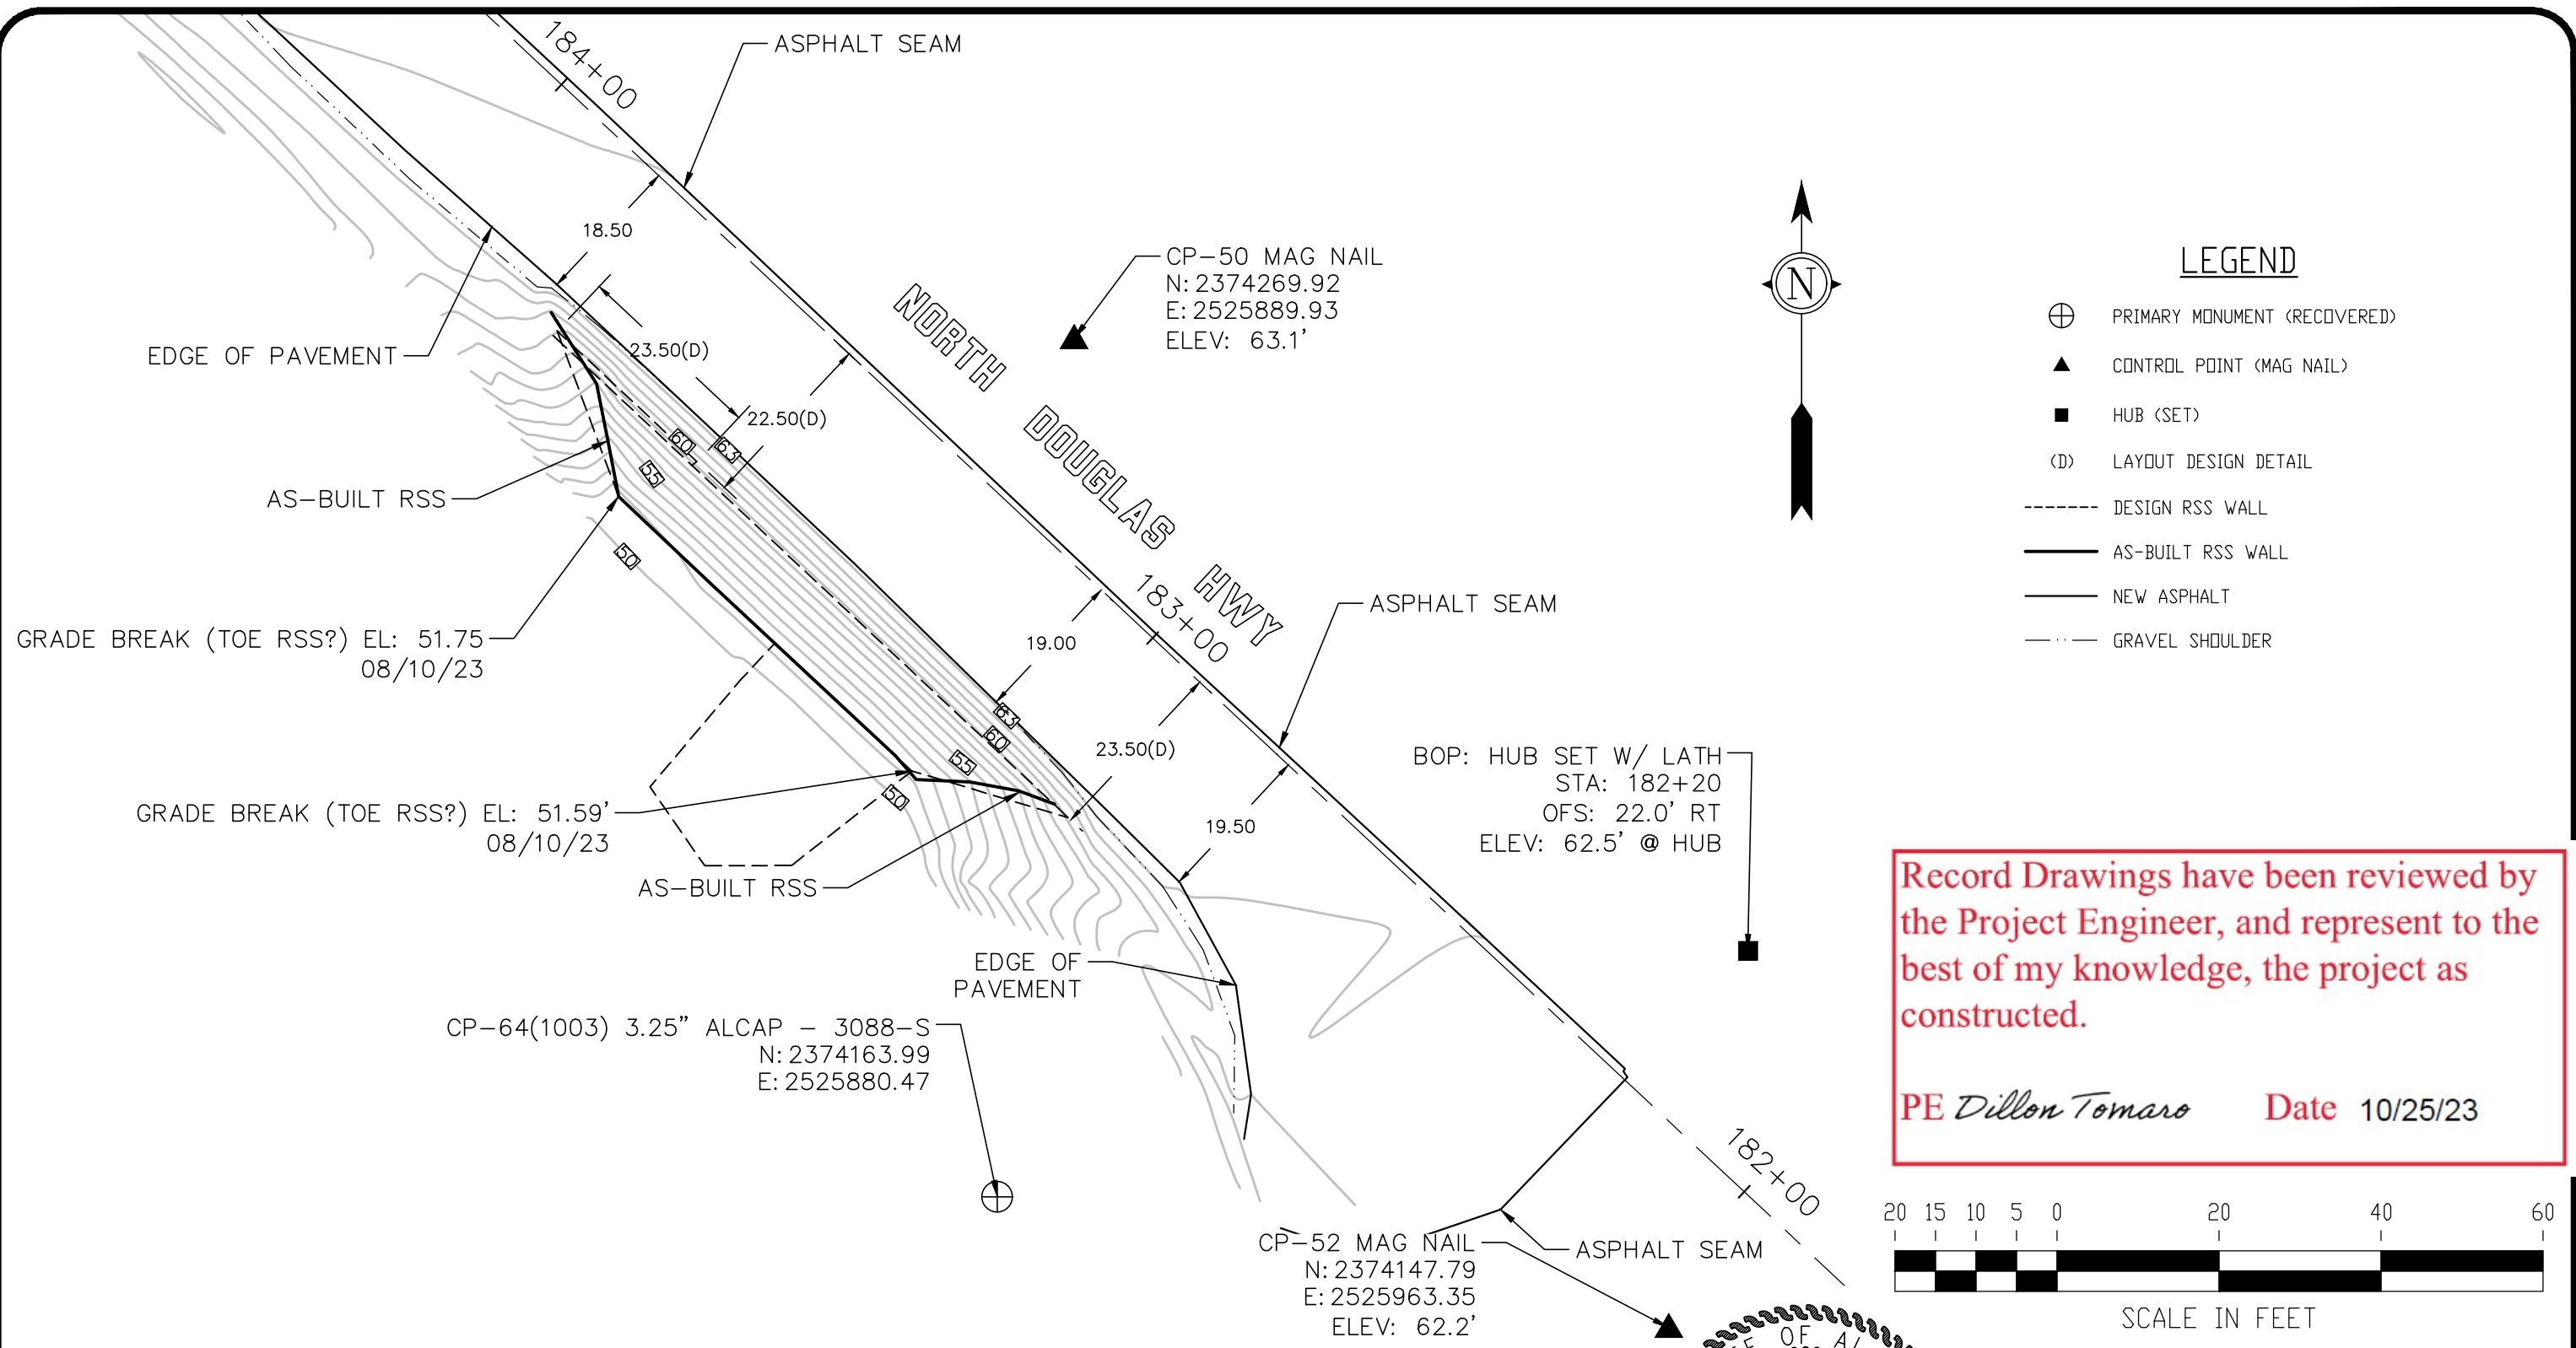 184+00
ASPHALT SEAM
18.50
CP-50 MAG NAIL
N: 2374269.92
E: 2525889.93
ELEV: 63.1'
EDGE OF PAVEMENT
23.50(D)
22.50(D)
NORTH DOUGLAS HWY
N
LEGEND
PRIMARY MONUMENT (RECOVERED)
CONTROL POINT (MAG NAIL)
HUB (SET)
(D) LAYOUT DESIGN DETAIL
DESIGN RSS WALL
AS-BUILT RSS WALL
NEW ASPHALT
GRAVEL SHOULDER
60
63
55
AS-BUILT RSS
50
GRADE BREAK (TOE RSS?) EL: 51.75
08/10/23
183+00
ASPHALT SEAM
19.00
63
60
55
50
23.50(D)
GRADE BREAK (TOE RSS?) EL: 51.59'
08/10/23
AS-BUILT RSS
19.50
BOP: HUB SET W/ LATH
STA: 182+20
OFS: 22.0' RT
ELEV: 62.5' @ HUB
EDGE OF
PAVEMENT
CP-64(1003) 3.25" ALCAP - 3088-S
N: 2374163.99
E: 2525880.47
Record Drawings have been reviewed by
the Project Engineer, and represent to the
best of my knowledge, the project as
constructed.
PE Dillon Tomaro Date 10/25/23
182+00
ASPHALT SEAM
CP-52 MAG NAIL
N: 2374147.79
E: 2525963.35
ELEV: 62.2'
20 15 10 5 0 20 40 60
SCALE IN FEET
OF